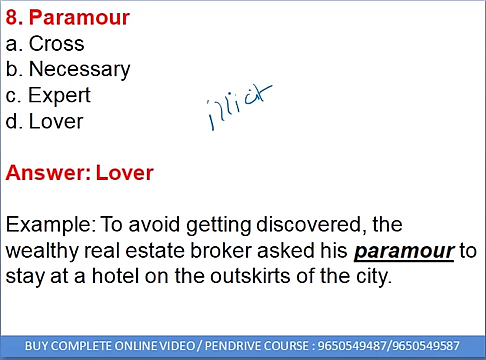 8. Paramour
a. Cross
b. Necessary
c. Expert
d. Lover
illicit
Answer: Lover
Example: To avoid getting discovered, the
wealthy real estate broker asked his paramour to
stay at a hotel on the outskirts of the city.
BUY COMPLETE ONLINE VIDEO / PENDRIVE COURSE : 9650549487/9650549587